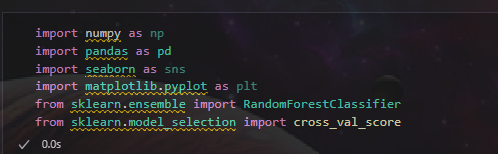 import numpy as np
import pandas as pd
import seaborn as sns
import matplotlib.pyplot as plt
from sklearn.ensemble import RandomForestClassifier
from sklearn.model_selection import cross_val_score
0.0s